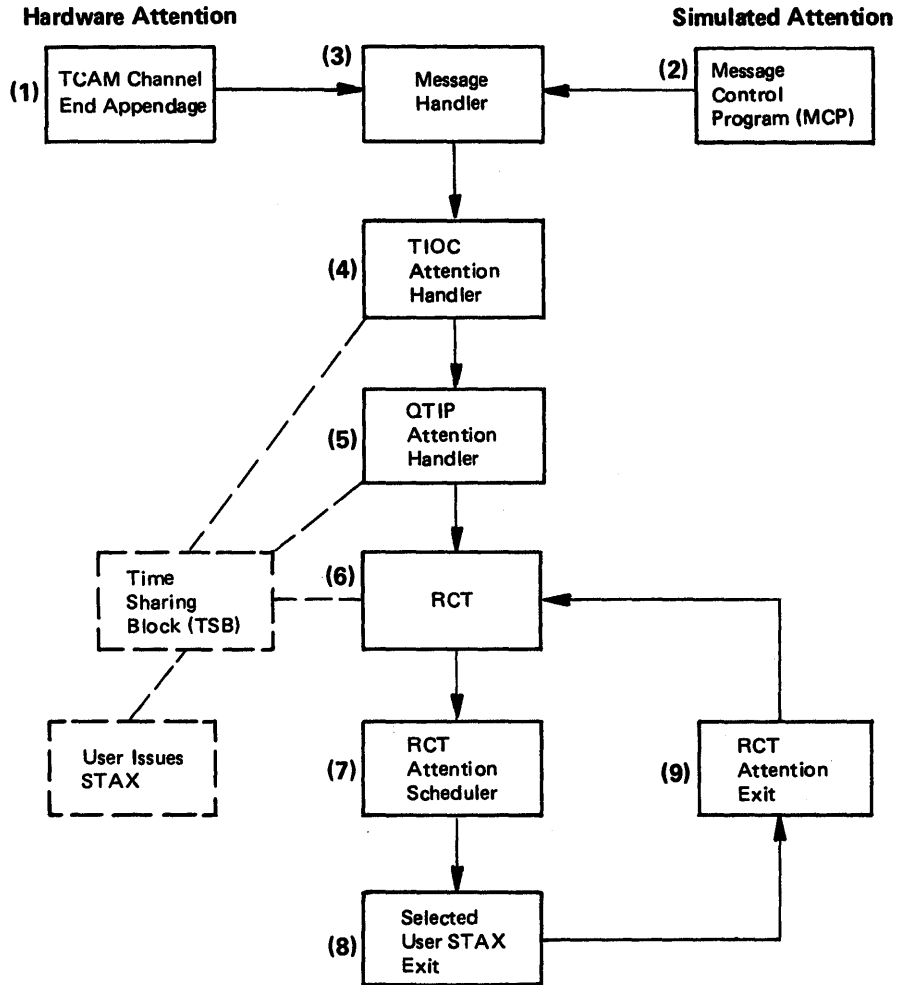 Hardware Attention
Simulated Attention
(1)
TCAM Channel
End Appendage
(3)
Message
Handler
(2)
Message
Control
Program (MCP)
(4)
TIOC
Attention
Handler
(5)
QTIP
Attention
Handler
Time
Sharing
Block (TSB)
(6)
RCT
User Issues
STAX
(7)
RCT
Attention
Scheduler
(9)
RCT
Attention
Exit
(8)
Selected
User STAX
Exit